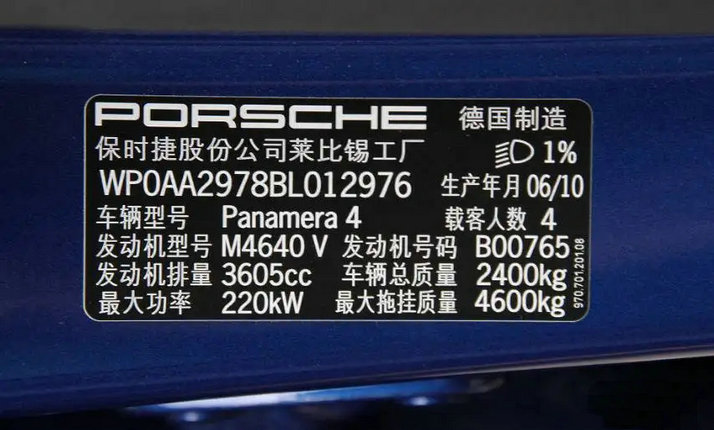 PORSCHE 德国制造
保时捷股份公司莱比锡工厂 1%
WP0AA2978BL012976 生产年月 06/10
车辆型号 Panamera 4 载客人数 4
发动机型号 M4640 V 发动机号码 B00765
发动机排量 3605cc 车辆总质量 2400kg
最大功率 220kW 最大拖挂质量 4600kg
970.701.201.08